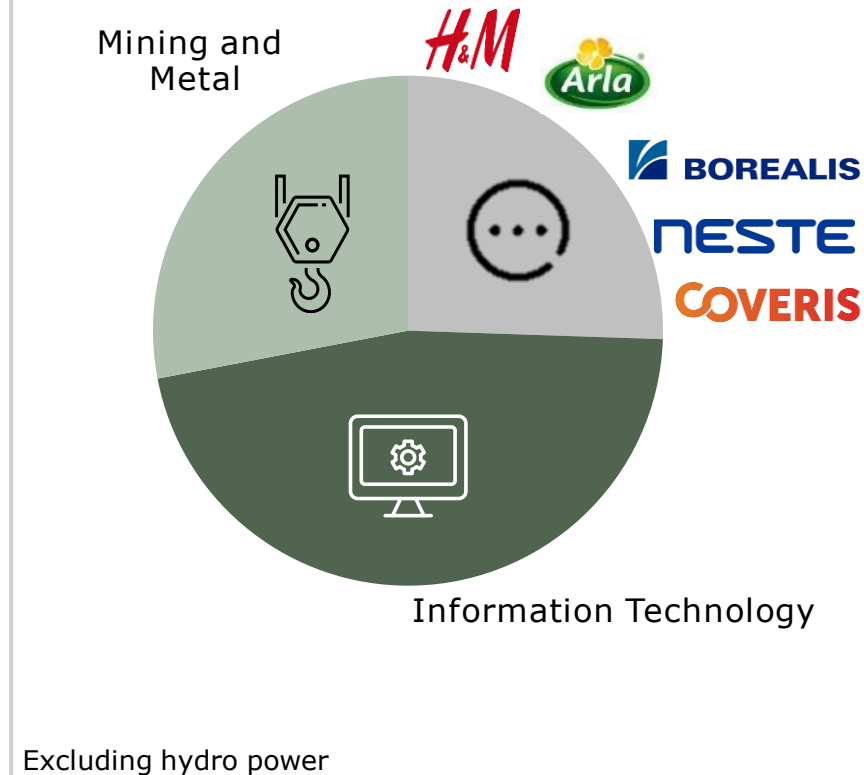 Mining and
Metal
H&M
Arla
BOREALIS
NESTE
COVERIS
Information Technology
Excluding hydro power